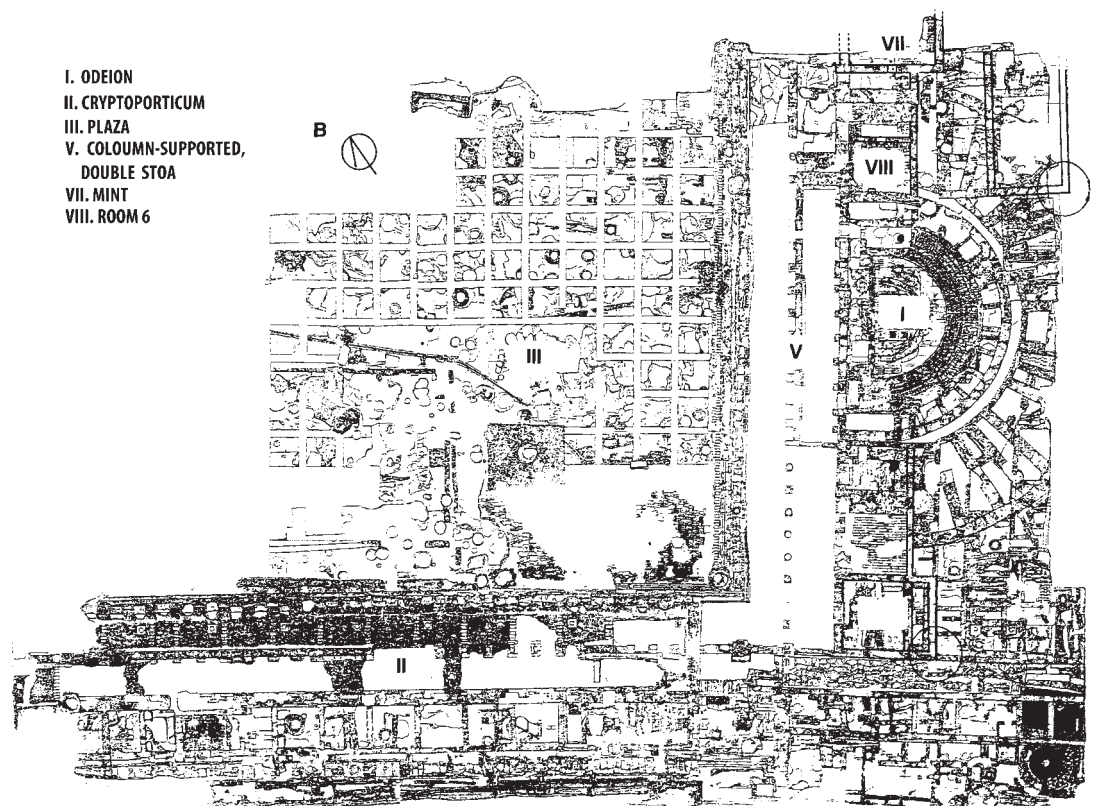 I. ODEION
II. CRYPTOPORTICUM
III. PLAZA
V. COLOUMN-SUPPORTED,
DOUBLE STOA
VII. MINT
VIII. ROOM 6
B
VII
VIII
I
III
V
II